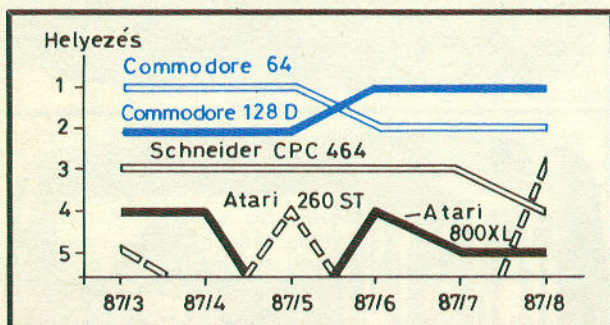 Helyezés
Commodore 64
1
Commodore 128 D
2
Schneider CPC 464
3
Atari 260 ST
Atari
800XL
4
5
87/3 87/4 87/5 87/6 87/7 87/8